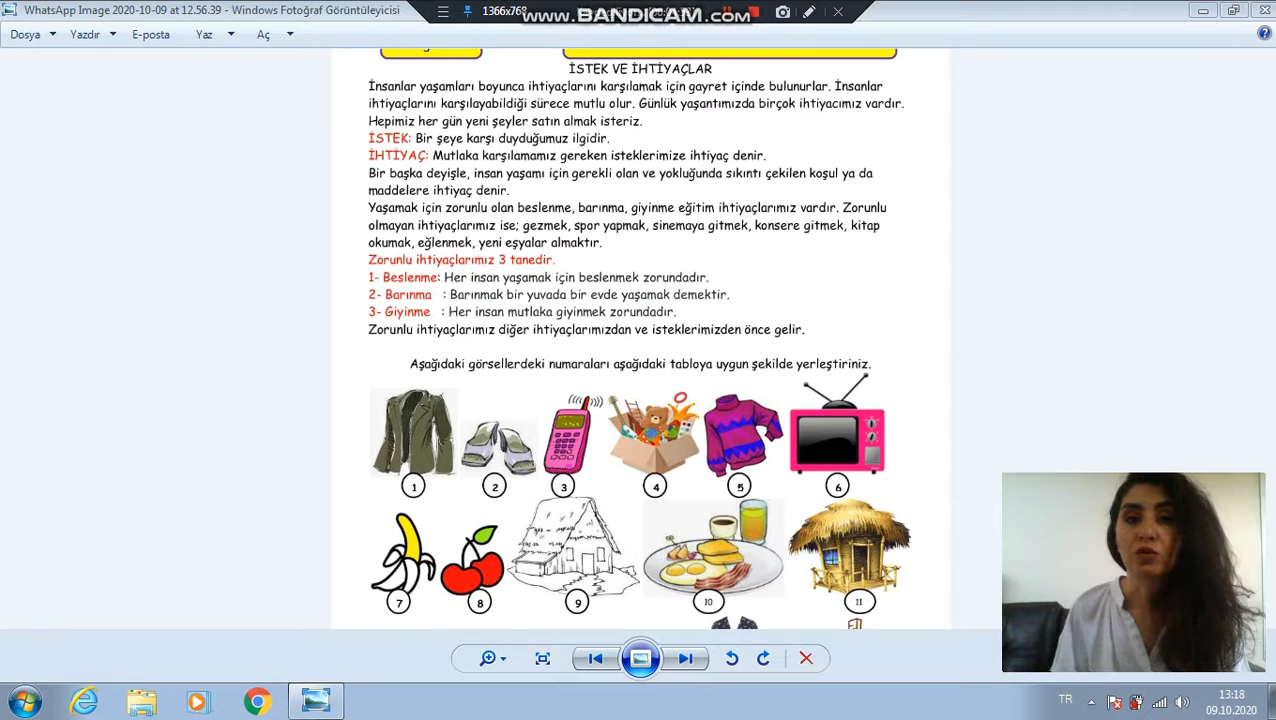 WhatsApp Image 2020-10-09 at 12.56.39 - Windows Fotoğraf Görüntüleyicisi
1366x768
www.BANDICAM.com
Dosya Yazdır E-posta Yaz Aç
İSTEK VE İHTİYAÇLAR
İnsanlar yaşamları boyunca ihtiyaçlarını karşılamak için gayret içinde bulunurlar. İnsanlar
ihtiyaçlarını karşılayabildiği sürece mutlu olur. Günlük yaşantımızda birçok ihtiyacımız vardır.
Hepimiz her gün yeni şeyler satın almak isteriz.
İSTEK: Bir şeye karşı duyduğumuz ilgidir.
İHTİYAÇ: Mutlaka karşılamamız gereken isteklerimize ihtiyaç denir.
Bir başka deyişle, insan yaşamı için gerekli olan ve yokluğunda sıkıntı çekilen koşul ya da
maddelere ihtiyaç denir.
Yaşamak için zorunlu olan beslenme, barınma, giyinme eğitim ihtiyaçlarımız vardır. Zorunlu
olmayan ihtiyaçlarımız ise; gezmek, spor yapmak, sinemaya gitmek, konsere gitmek, kitap
okumak, eğlenmek, yeni eşyalar almaktır.
Zorunlu ihtiyaçlarımız 3 tanedir.
1- Beslenme: Her insan yaşamak için beslenmek zorundadır.
2- Barınma : Barınmak bir yuvada bir evde yaşamak demektir.
3- Giyinme : Her insan mutlaka giyinmek zorundadır.
Zorunlu ihtiyaçlarımız diğer ihtiyaçlarımızdan ve isteklerimizden önce gelir.
Aşağıdaki görsellerdeki numaraları aşağıdaki tabloya uygun şekilde yerleştiriniz.
1 2 3 4 5 6
7 8 9 10 11
TR
13:18
09.10.2020